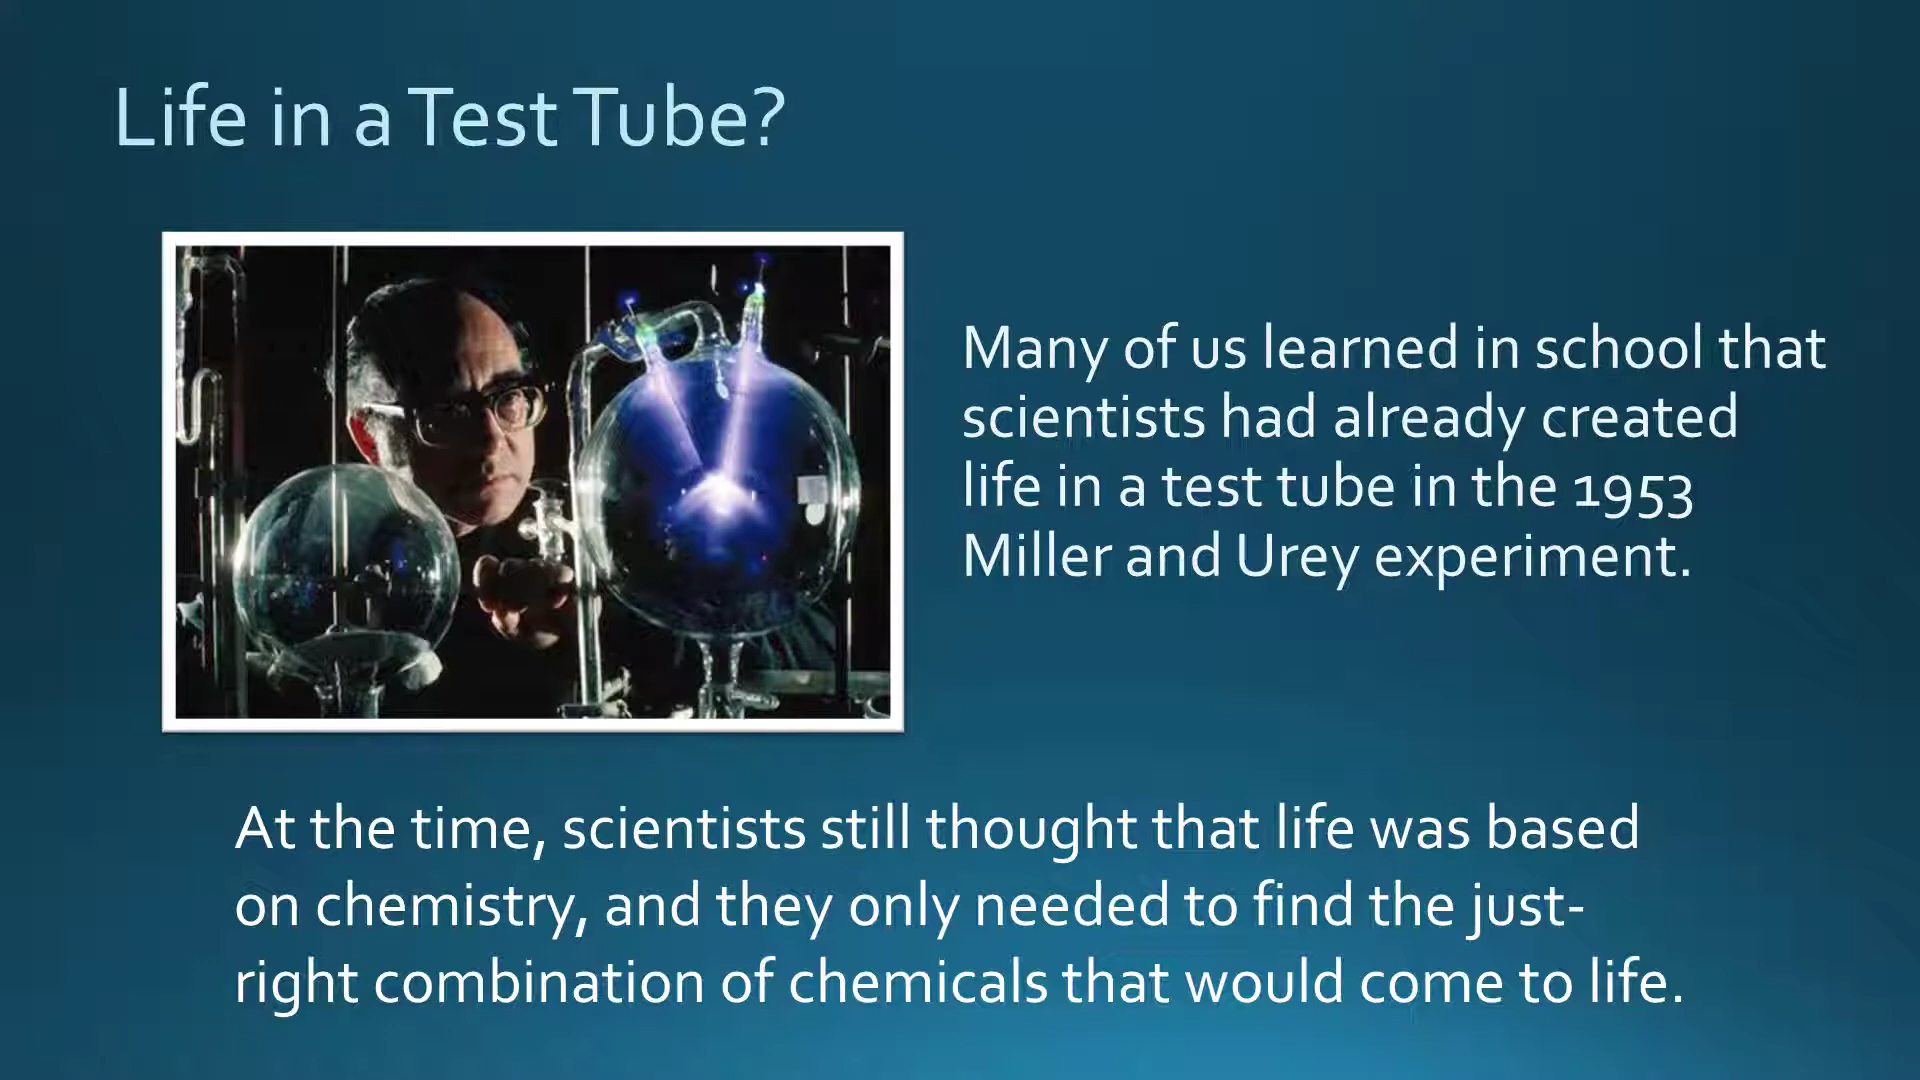 Life in a Test Tube?
Many of us learned in school that
scientists had already created
life in a test tube in the 1953
Miller and Urey experiment.
At the time, scientists still thought that life was based
on chemistry, and they only needed to find the just-
right combination of chemicals that would come to life.